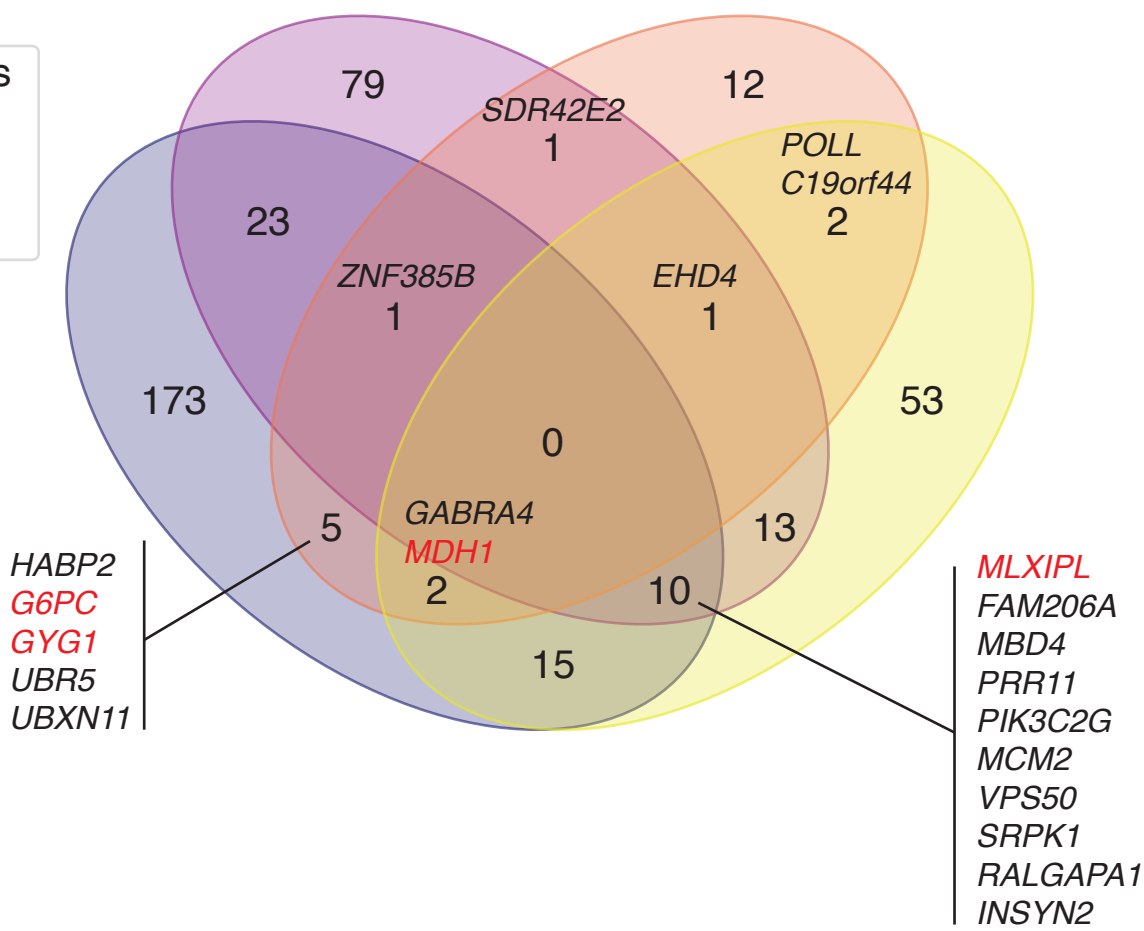 s
79
12
SDR42E2
1
POLL
C19orf44
2
23
ZNF385B
1
EHD4
1
173
53
0
GABRA4
MDH1
2
5
13
10
15
HABP2
G6PC
GYG1
UBR5
UBXN11
MLXIPL
FAM206A
MBD4
PRR11
PIK3C2G
MCM2
VPS50
SRPK1
RALGAPA1
INSYN2